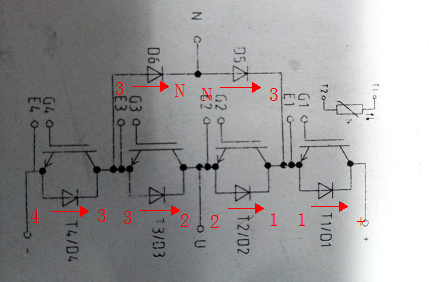 N
D6
D5
3
N
N
3
G4
E4
E3
G3
G2
E2
E1
G1
T2
T1
4
3
3
2
2
1
1
+
-
T4/D4
T3/D3
U
T2/D2
T1/D1
+